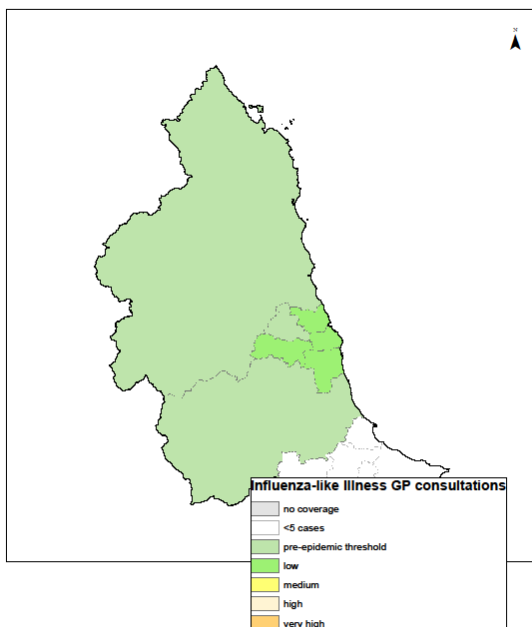 N
Influenza-like Illness GP consultations
no coverage
<5 cases
pre-epidemic threshold
low
medium
high
very high